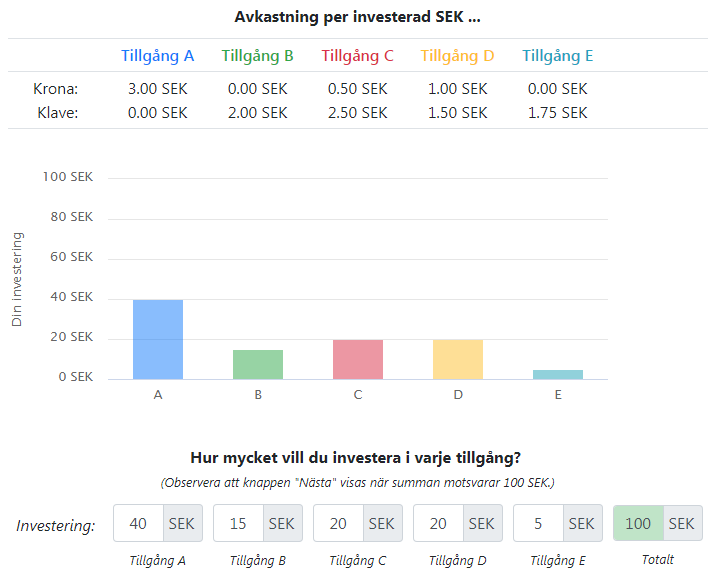 Avkastning per investerad SEK ...
Tillgång A Tillgång B Tillgång C Tillgång D Tillgång E
Krona: 3.00 SEK 0.00 SEK 0.50 SEK 1.00 SEK 0.00 SEK
Klave: 0.00 SEK 2.00 SEK 2.50 SEK 1.50 SEK 1.75 SEK
Din investering
100 SEK
80 SEK
60 SEK
40 SEK
20 SEK
0 SEK
A B C D E
Hur mycket vill du investera i varje tillgång?
(Observera att knappen "Nästa" visas när summan motsvarar 100 SEK.)
Investering: 40 SEK 15 SEK 20 SEK 20 SEK 5 SEK 100 SEK
Tillgång A Tillgång B Tillgång C Tillgång D Tillgång E Totalt